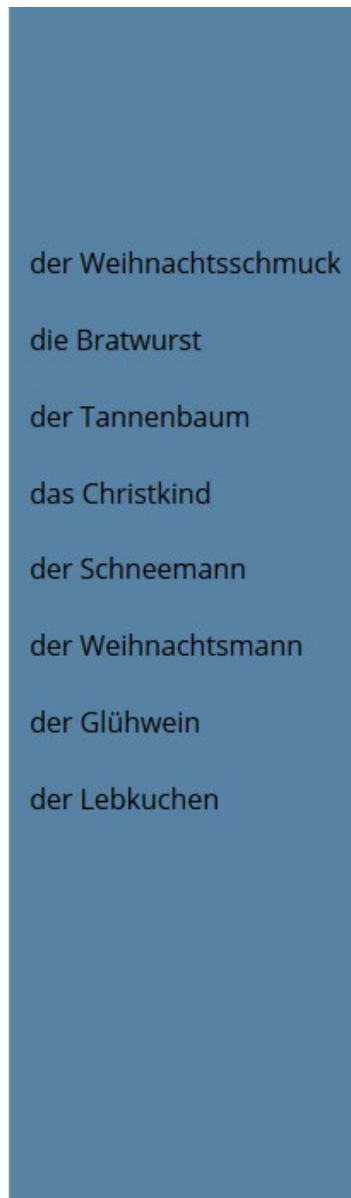 der Weihnachtsschmuck
die Bratwurst
der Tannenbaum
das Christkind
der Schneemann
der Weihnachtsmann
der Glühwein
der Lebkuchen